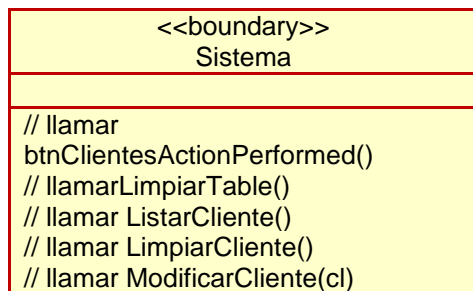 <<boundary>>
Sistema
// llamar
btnClientesActionPerformed()
// llamarLimpiarTable()
// llamar ListarCliente()
// llamar LimpiarCliente()
// llamar ModificarCliente(cl)